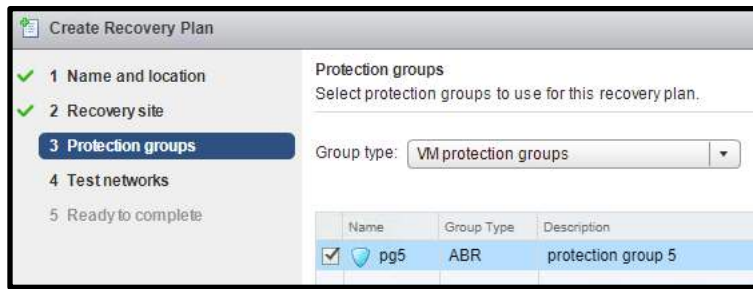 Create Recovery Plan
1 Name and location
2 Recovery site
3 Protection groups
4 Test networks
5 Ready to complete
Protection groups
Select protection groups to use for this recovery plan.
Group type: VM protection groups
Name Group Type Description
pg5 ABR protection group 5